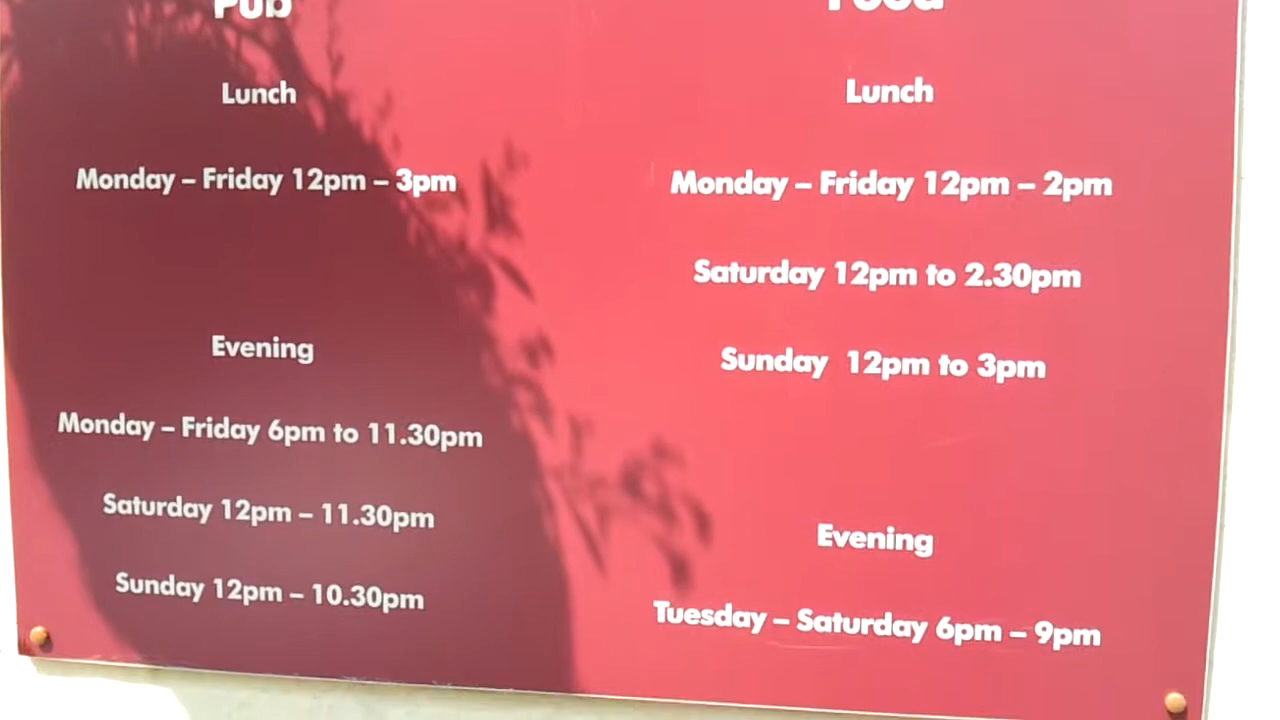 Pub
Lunch
Monday – Friday 12pm – 3pm
Evening
Monday – Friday 6pm to 11.30pm
Saturday 12pm – 11.30pm
Sunday 12pm – 10.30pm
Food
Lunch
Monday – Friday 12pm – 2pm
Saturday 12pm to 2.30pm
Sunday 12pm to 3pm
Evening
Tuesday – Saturday 6pm – 9pm